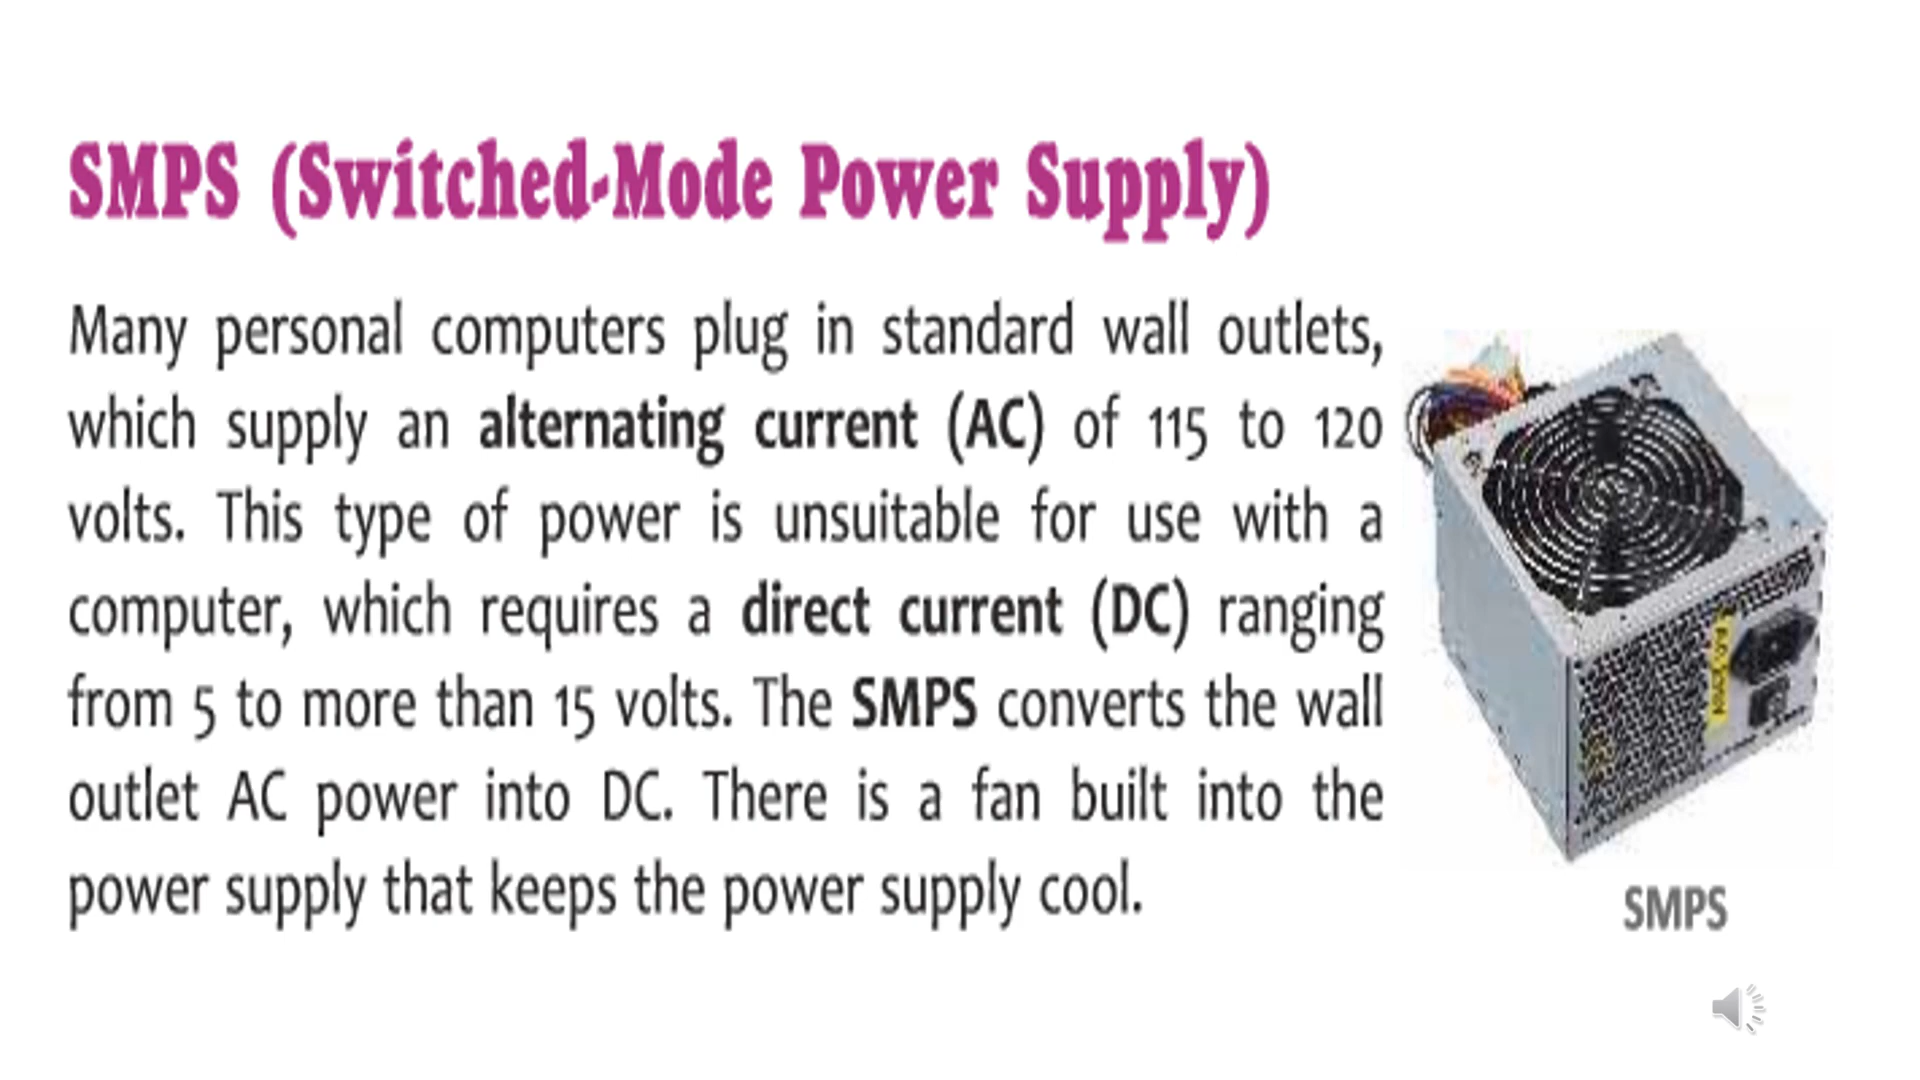 SMPS (Switched-Mode Power Supply)
Many personal computers plug in standard wall outlets,
which supply an alternating current (AC) of 115 to 120
volts. This type of power is unsuitable for use with a
computer, which requires a direct current (DC) ranging
from 5 to more than 15 volts. The SMPS converts the wall
outlet AC power into DC. There is a fan built into the
power supply that keeps the power supply cool.
SMPS